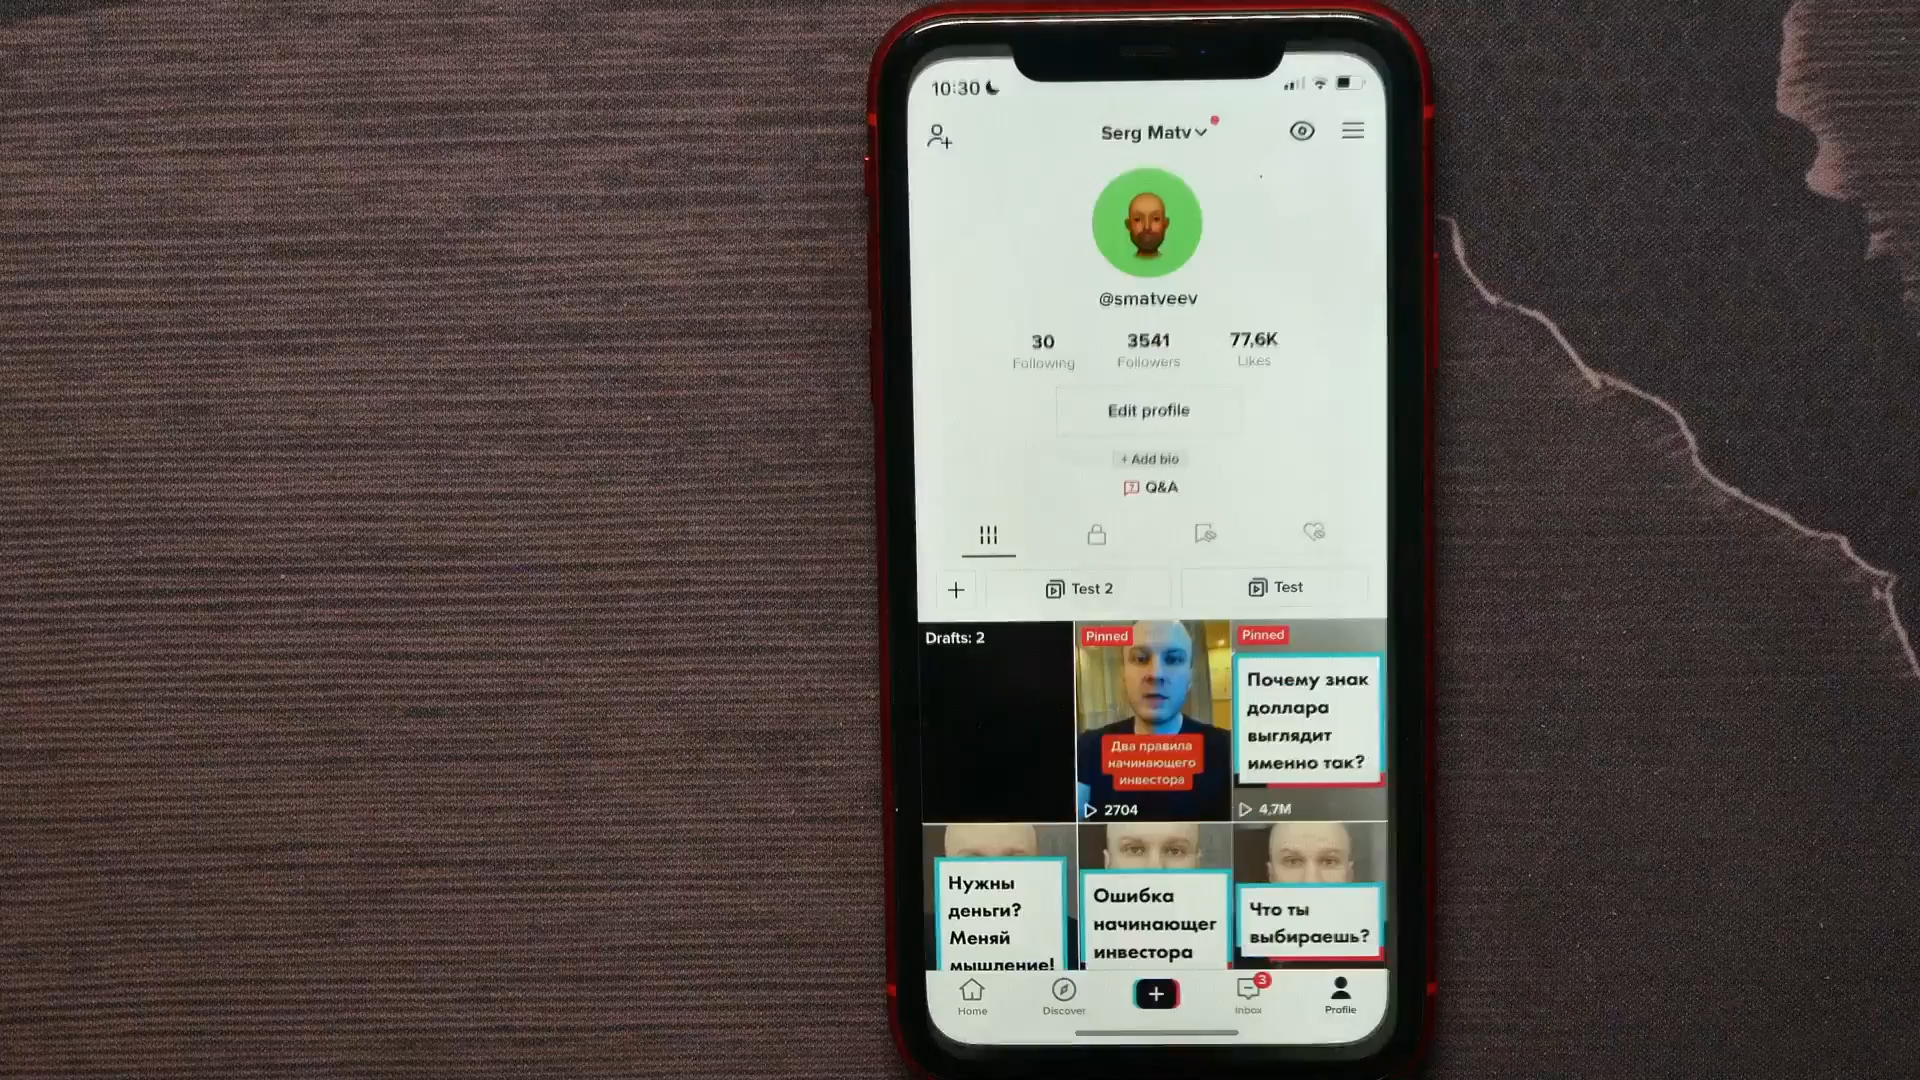 10:30
Serg Matv
@smatveev
30 3541 77,6K
Following Followers Likes
Edit profile
+ Add bio
Q&A
Test 2
Test
Drafts: 2
Pinned
Два правила
начинающего
инвестора
2704
Pinned
Почему знак
доллара
выглядит
именно так?
4,7M
Нужны
деньги?
Меняй
мышление!
Ошибка
начинающег
инвестора
Что ты
выбираешь?
Home
Discover
3
Inbox
Profile